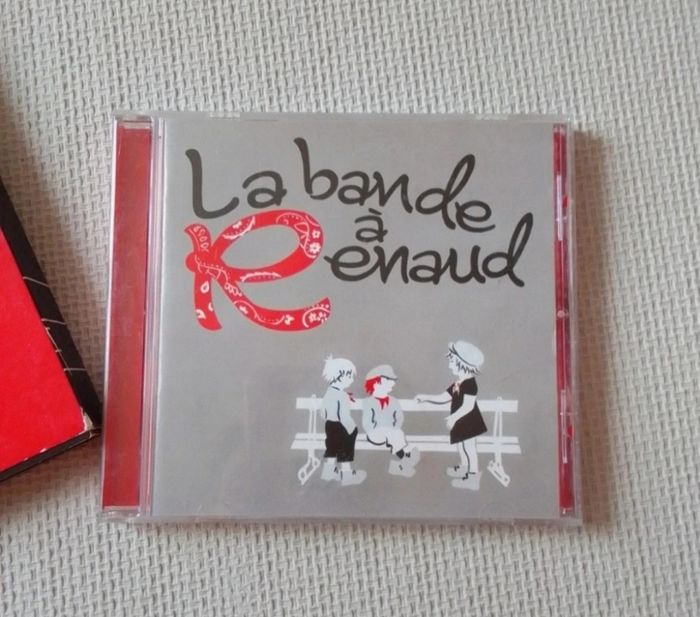 La bande
à
Renaud